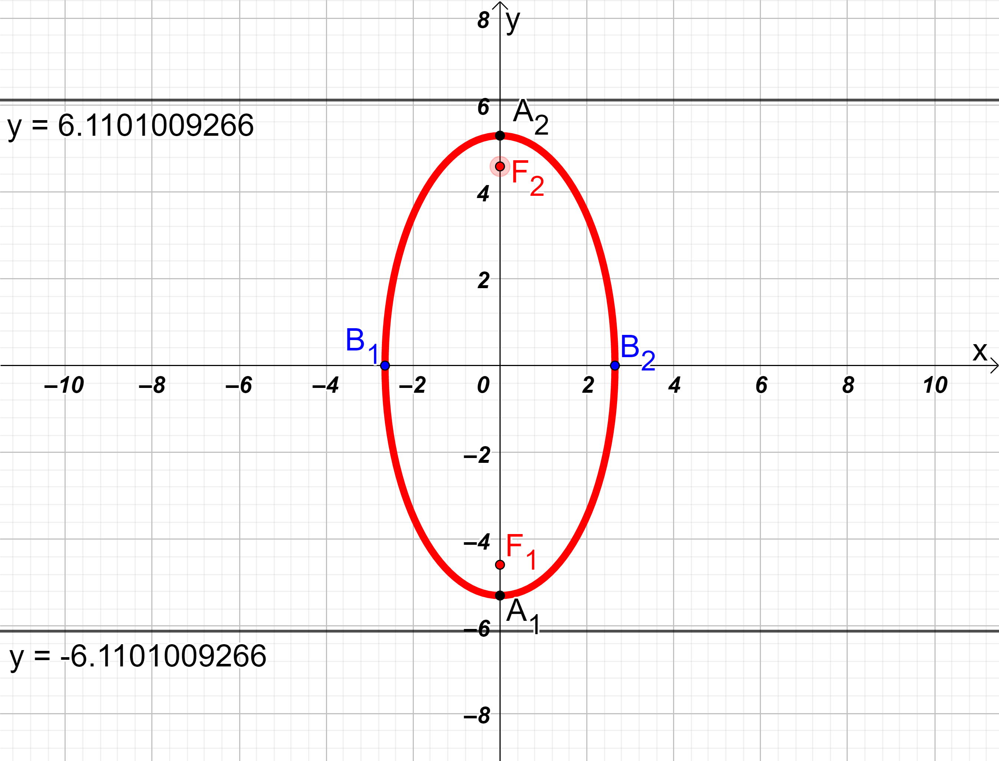 8
y
6
A2
y = 6.1101009266
F2
4
2
B1
B2
x
–10 –8 –6 –4 –2 0 2 4 6 8 10
–2
–4
F1
A1
–6
y = -6.1101009266
–8